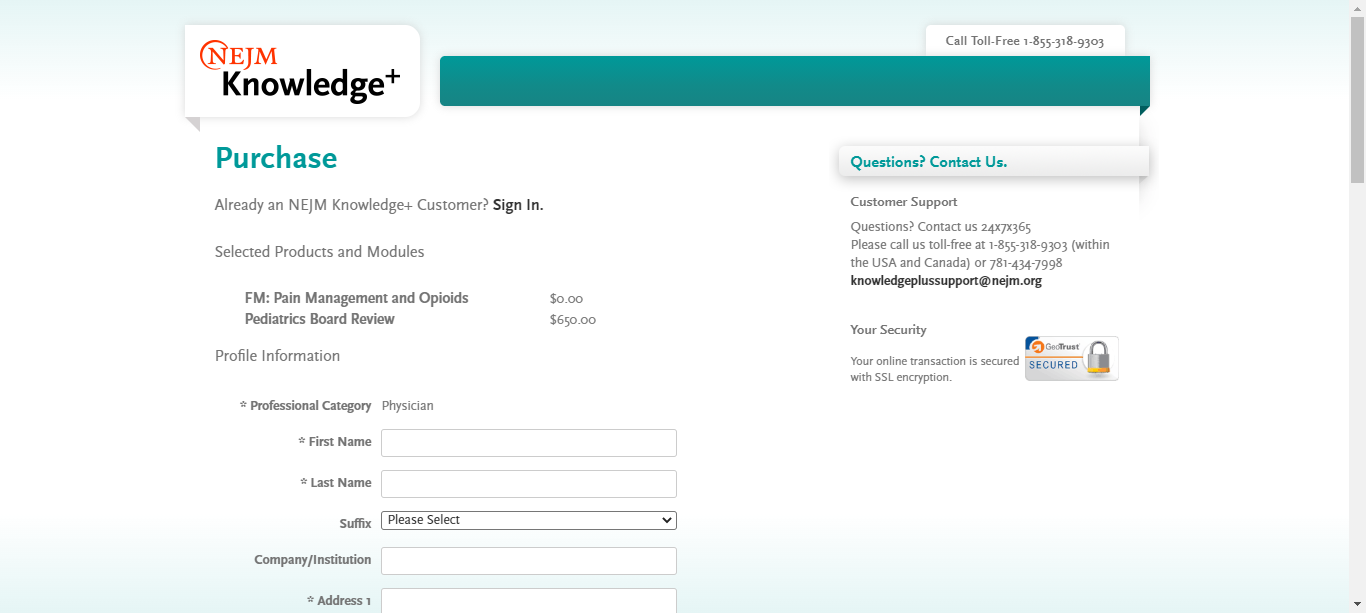 NEJM
Knowledge+
Call Toll-Free 1-855-318-9303
Purchase
Already an NEJM Knowledge+ Customer? Sign In.
Selected Products and Modules
FM: Pain Management and Opioids $0.00
Pediatrics Board Review $650.00
Profile Information
* Professional Category Physician
* First Name
* Last Name
Suffix Please Select
Company/Institution
* Address 1
Questions? Contact Us.
Customer Support
Questions? Contact us 24x7x365
Please call us toll-free at 1-855-318-9303 (within
the USA and Canada) or 781-434-7998
knowledgeplussupport@nejm.org
Your Security
Your online transaction is secured
with SSL encryption.
GeoTrust
SECURED